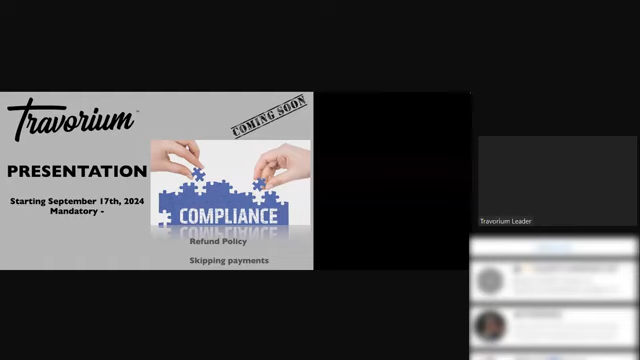 Travorium
COMING SOON
PRESENTATION
Starting September 17th, 2024
Mandatory -
COMPLIANCE
Refund Policy
Skipping payments
Travorium Leader